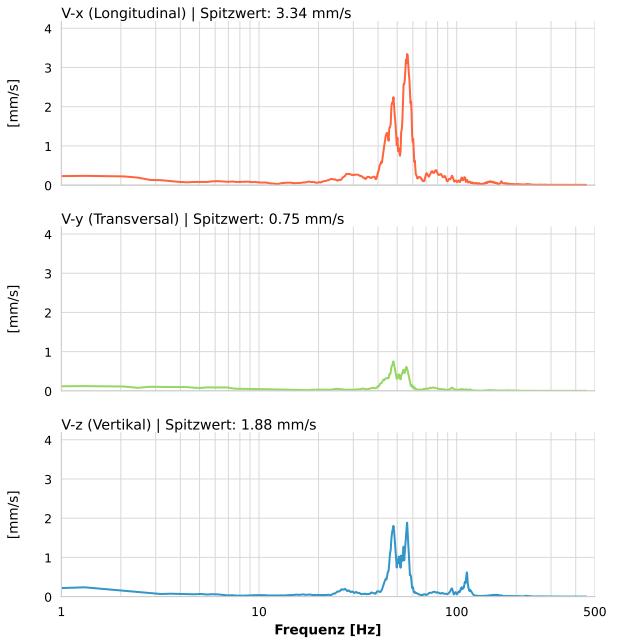 V-x (Longitudinal) | Spitzwert: 3.34 mm/s
4
3
2
1
0
[mm/s]
V-y (Transversal) | Spitzwert: 0.75 mm/s
4
3
2
1
0
[mm/s]
V-z (Vertikal) | Spitzwert: 1.88 mm/s
4
3
2
1
0
[mm/s]
1 10 100 500
Frequenz [Hz]